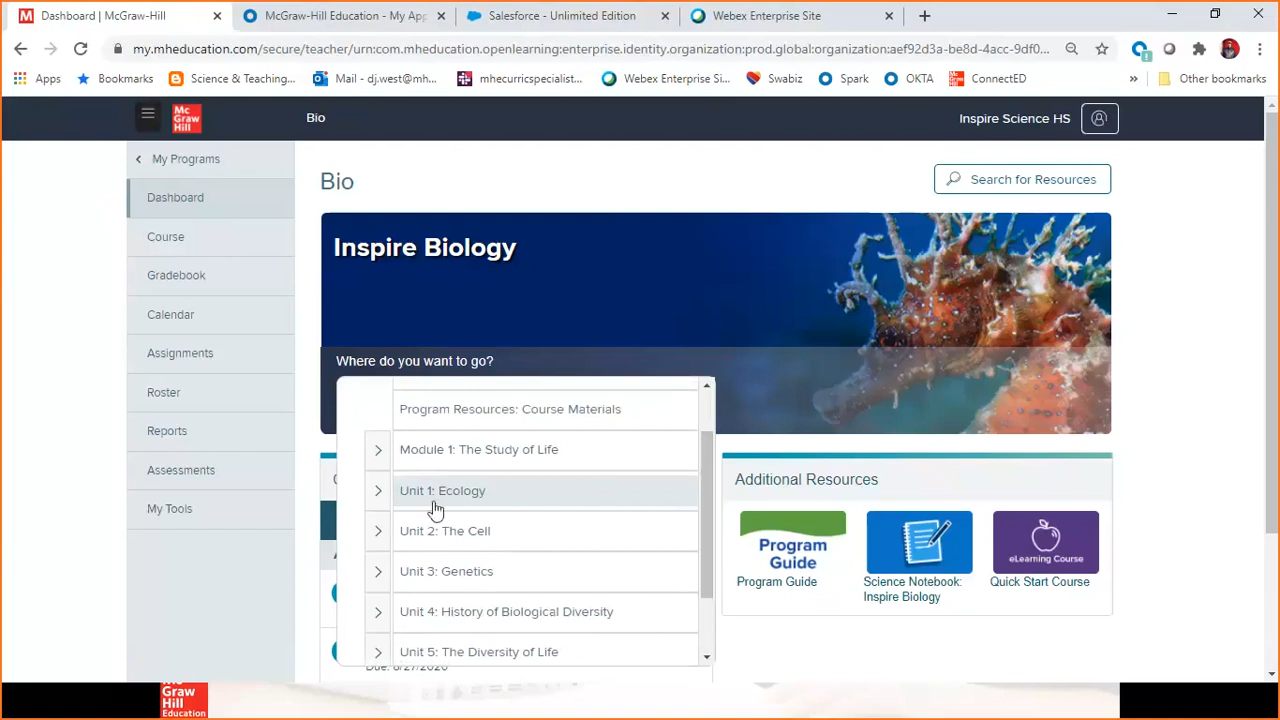 Dashboard | McGraw-Hill
McGraw-Hill Education - My App
Salesforce - Unlimited Edition
Webex Enterprise Site
my.mheducation.com/secure/teacher/urn:com.mheducation.openlearning:enterprise.identity.organization:prod.globalorganization:aef92d3a-be8d-4acc-9df0...
Apps
Bookmarks
Science & Teaching...
Mail - dj.west@mh...
mhecurricspecialist...
Webex Enterprise Si...
Swabiz
Spark
OKTA
ConnectED
Other bookmarks
Mc
Graw
Hill
Bio
Inspire Science HS
My Programs
Dashboard
Course
Gradebook
Calendar
Assignments
Roster
Reports
Assessments
My Tools
Bio
Search for Resources
Inspire Biology
Where do you want to go?
Program Resources: Course Materials
Module 1: The Study of Life
Unit 1: Ecology
Unit 2: The Cell
Unit 3: Genetics
Unit 4: History of Biological Diversity
Unit 5: The Diversity of Life
Due: 8/27/2020
Additional Resources
Program
Guide
eLearning Course
Program Guide
Science Notebook:
Inspire Biology
Quick Start Course
Mc
Graw
Hill
Education